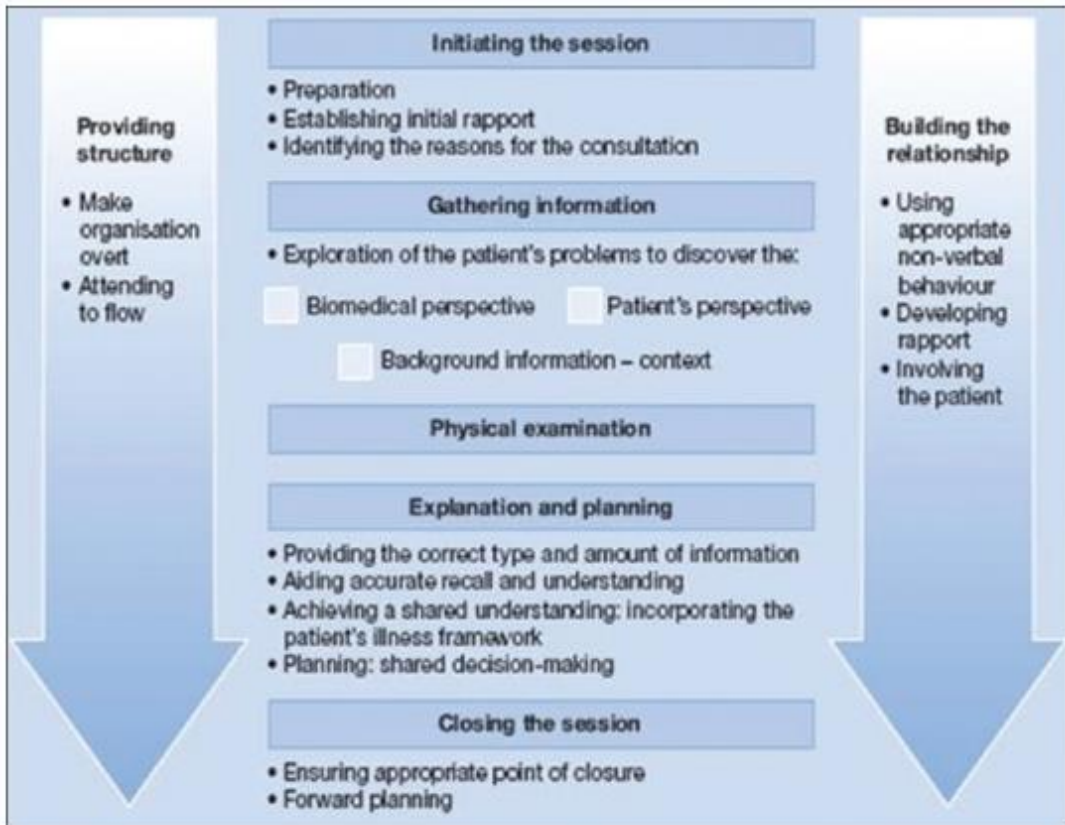 Providing
structure
• Make
organisation
overt
• Attending
to flow
Initiating the session
• Preparation
• Establishing initial rapport
• Identifying the reasons for the consultation
Gathering information
• Exploration of the patient's problems to discover the:
Biomedical perspective
Patient's perspective
Background information – context
Physical examination
Explanation and planning
• Providing the correct type and amount of information
• Aiding accurate recall and understanding
• Achieving a shared understanding: incorporating the
patient's illness framework
• Planning: shared decision-making
Closing the session
• Ensuring appropriate point of closure
• Forward planning
Building the
relationship
• Using
appropriate
non-verbal
behaviour
• Developing
rapport
• Involving
the patient